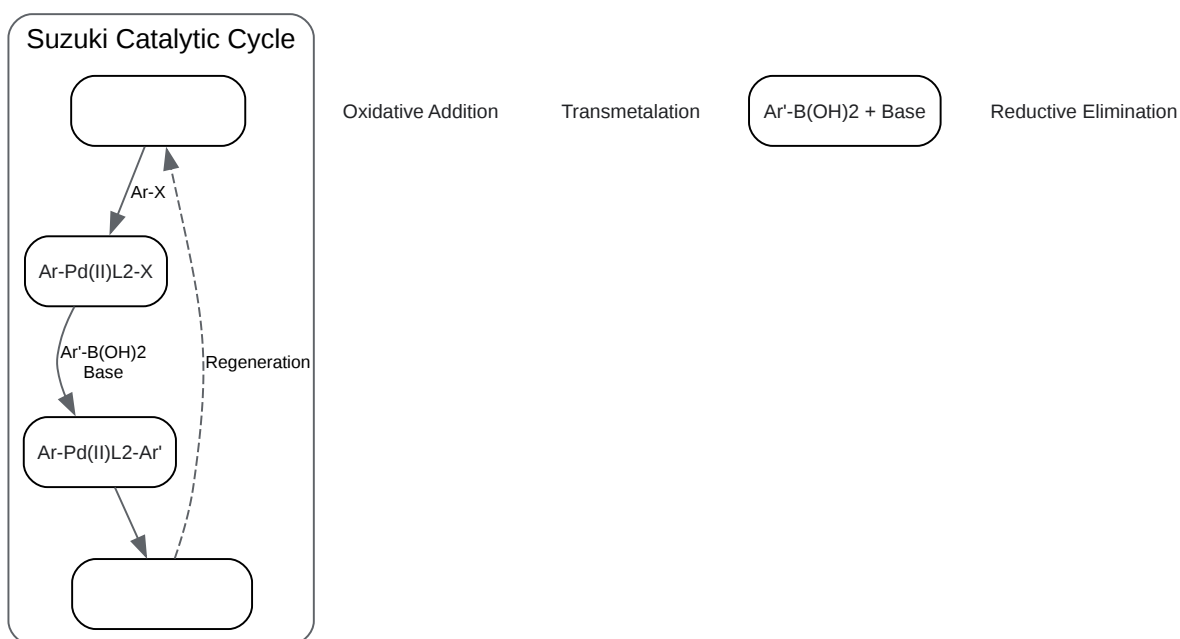 Suzuki Catalytic Cycle
Oxidative Addition
Transmetalation
Ar'-B(OH)2 + Base
Reductive Elimination
Ar-X
Ar-Pd(II)L2-X
Ar'-B(OH)2
Base
Regeneration
Ar-Pd(II)L2-Ar'